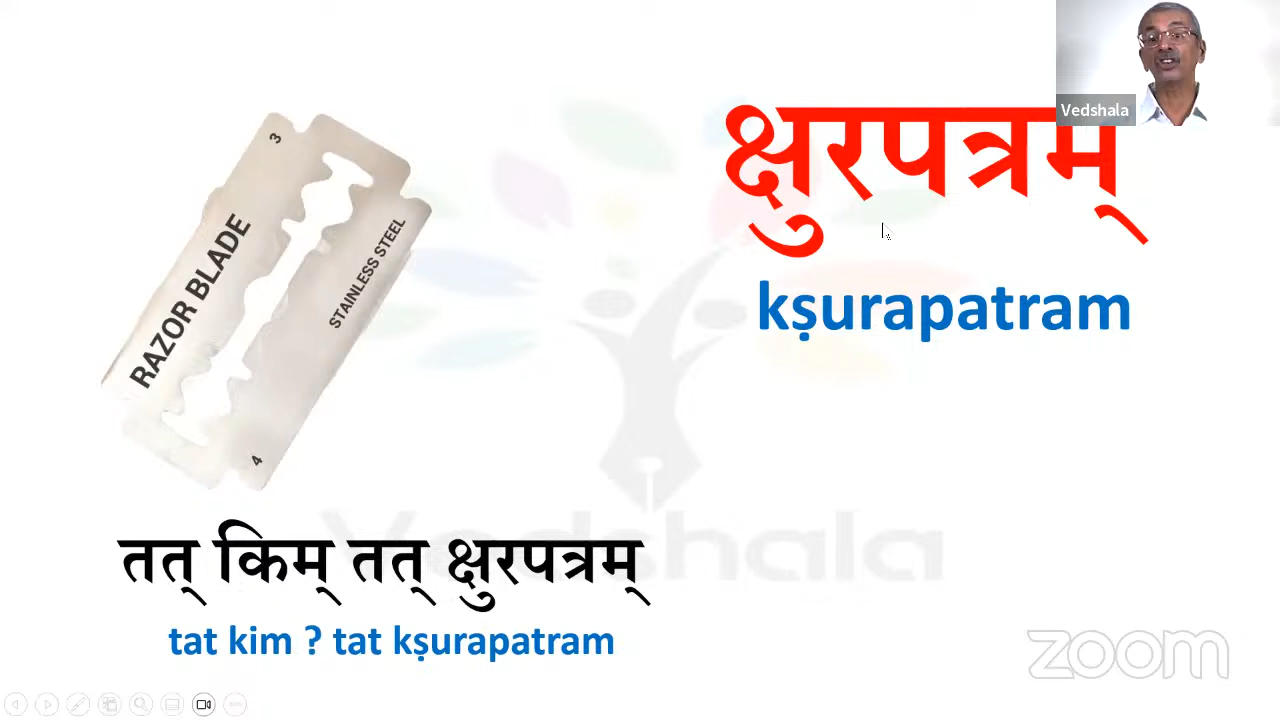 Vedshala
क्षुरपत्रम्
kṣurapatram
3
RAZOR BLADE
STAINLESS STEEL
4
Vedshala
तत् किम् तत् क्षुरपत्रम्
tat kim ? tat kṣurapatram
zoom